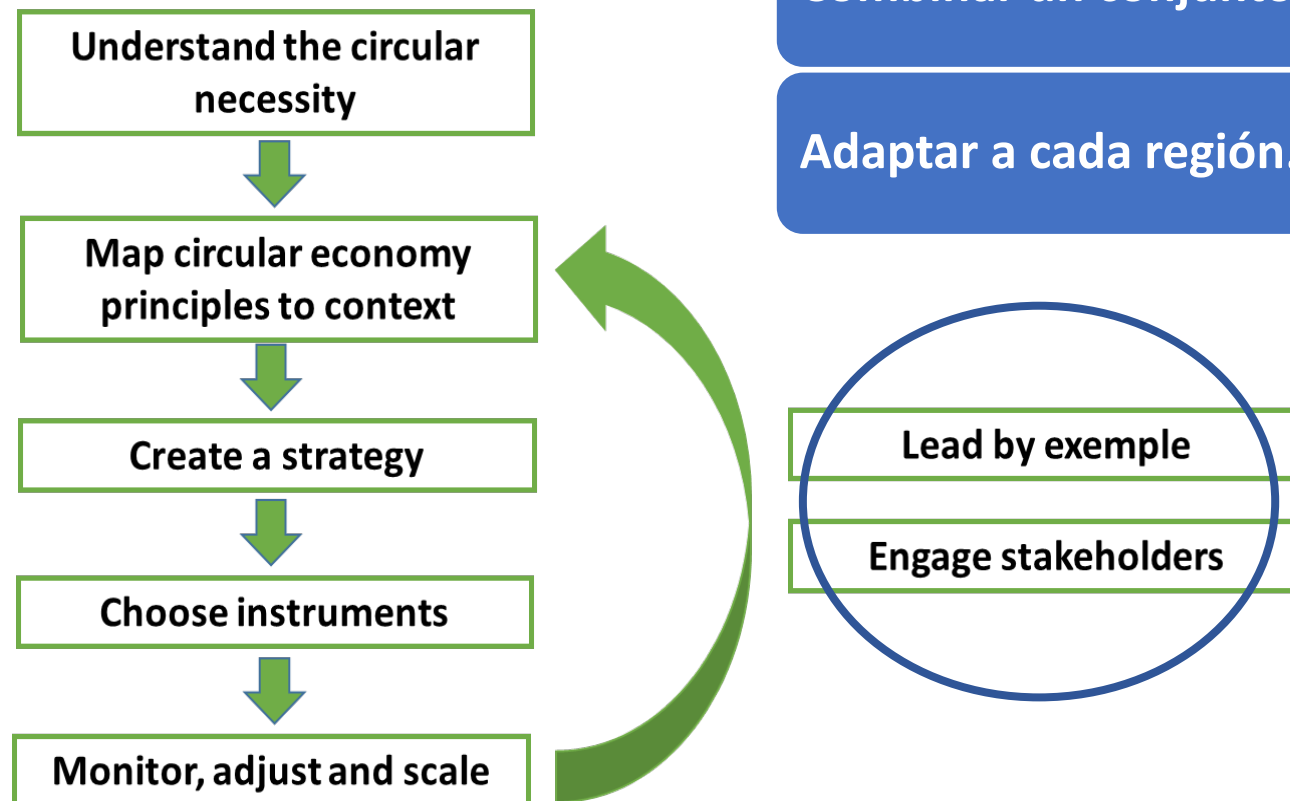 Understand the circular
necessity
Map circular economy
principles to context
Create a strategy
Choose instruments
Monitor, adjust and scale
Adaptar a cada región.
Lead by exemple
Engage stakeholders